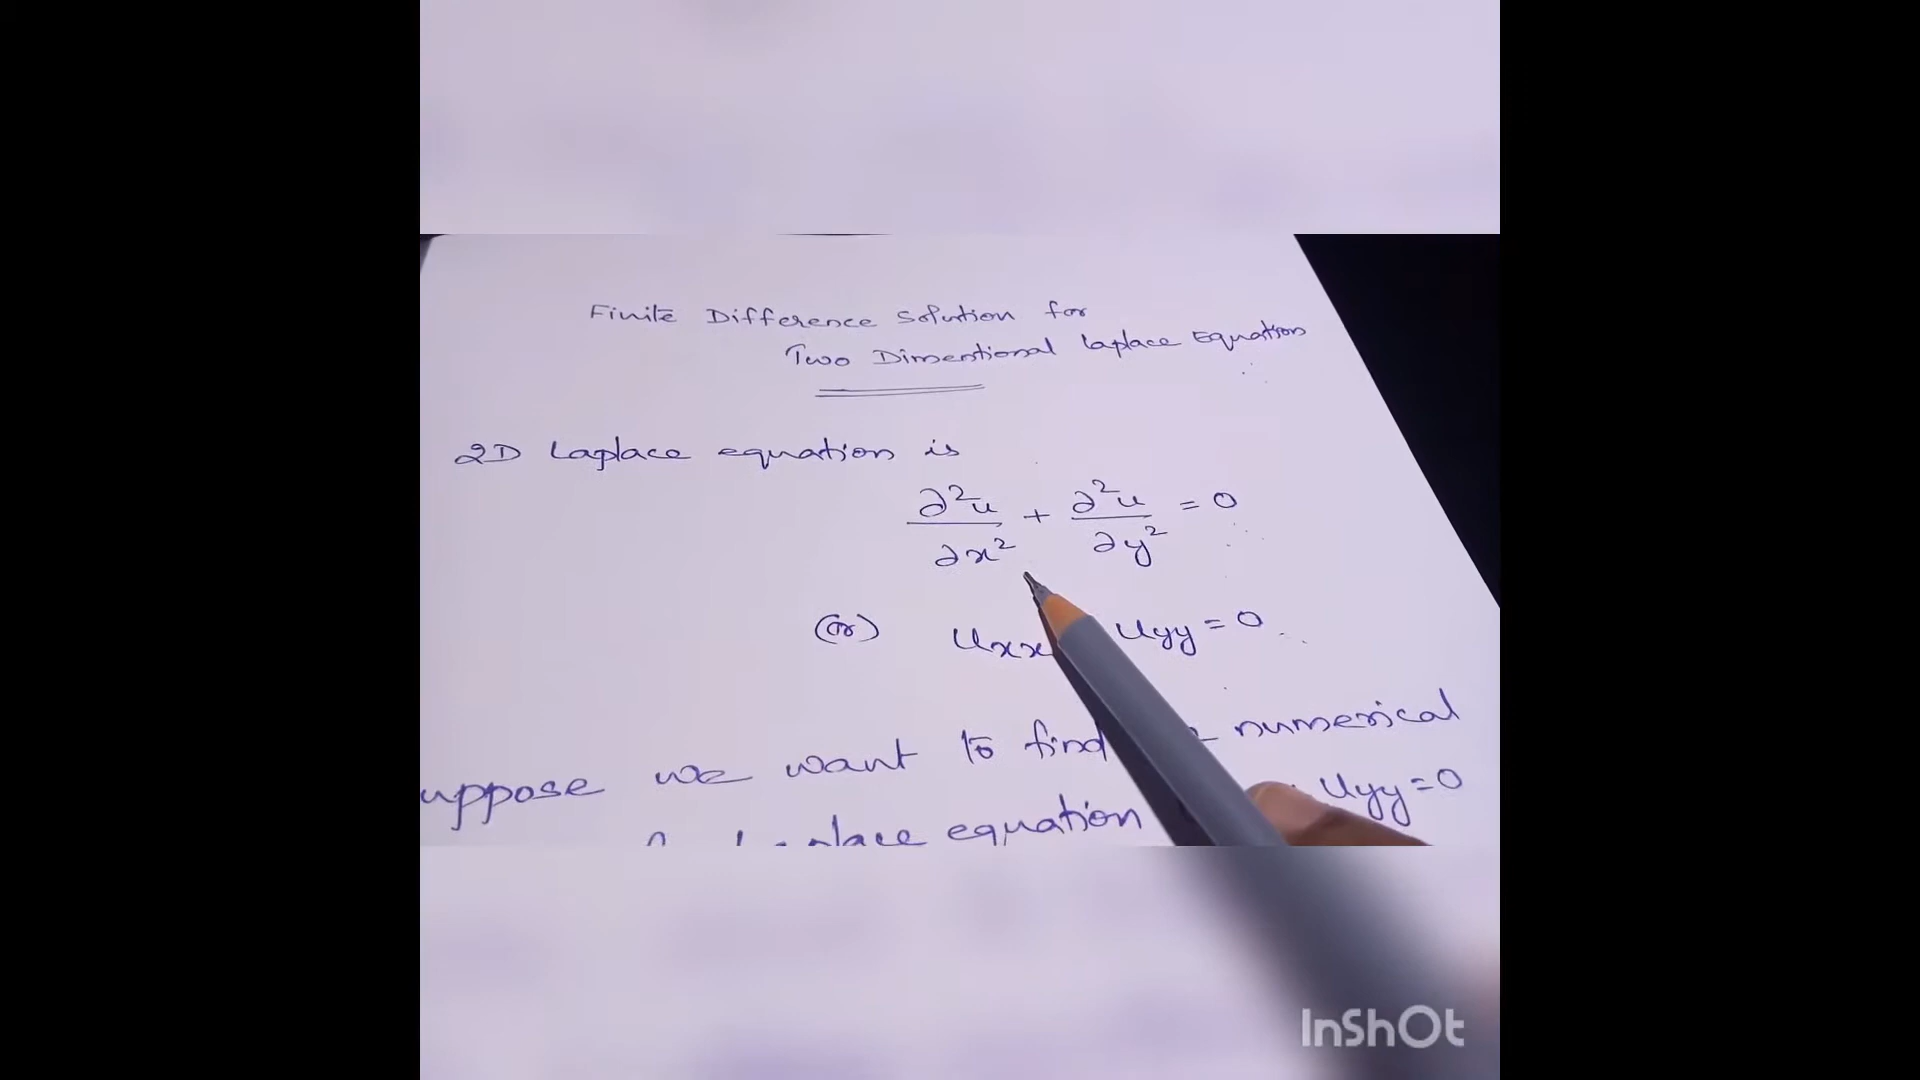 Finite Difference Solution for
Two Dimentional Laplace Equation
2D Laplace equation is
∂²u/∂x² + ∂²u/∂y² = 0
(or) uxx uyy = 0
uppose we want to find numerical
equation uyy = 0
InShOt